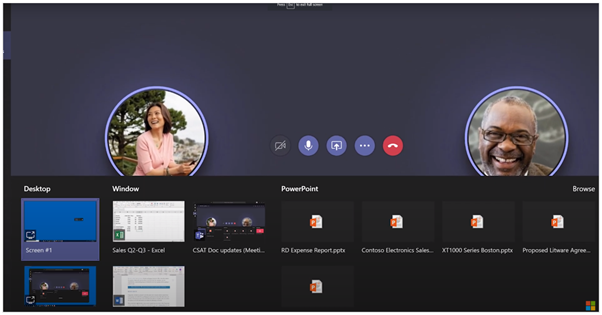 Press Esc to exit full screen
Desktop Window PowerPoint Browse
Screen #1 Sales Q2-Q3 - Excel CSAT Doc updates (Meeti... RD Expense Report.pptx Contoso Electronics Sales... XT1000 Series Boston.pptx Proposed Litware Agree...